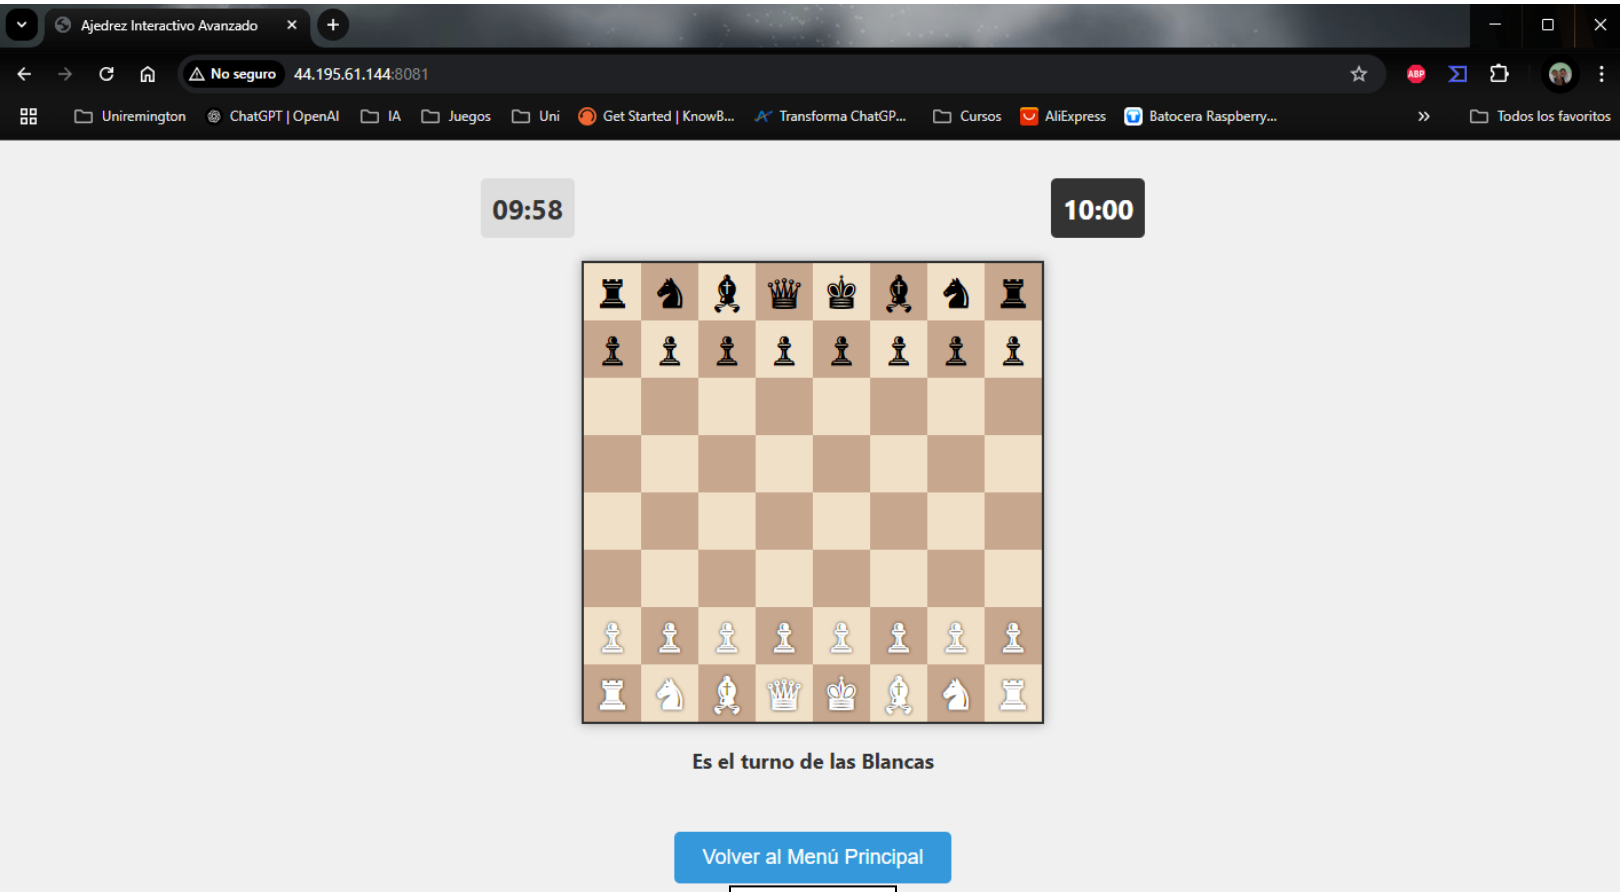 Ajedrez Interactivo Avanzado
No seguro 44.195.61.144:8081
ABP
Uniremington ChatGPT | OpenAI IA Juegos Uni Get Started | KnowB... Transforma ChatGP... Cursos AliExpress Batocera Raspberry... » Todos los favoritos
09:58 10:00
Es el turno de las Blancas
Volver al Menú Principal